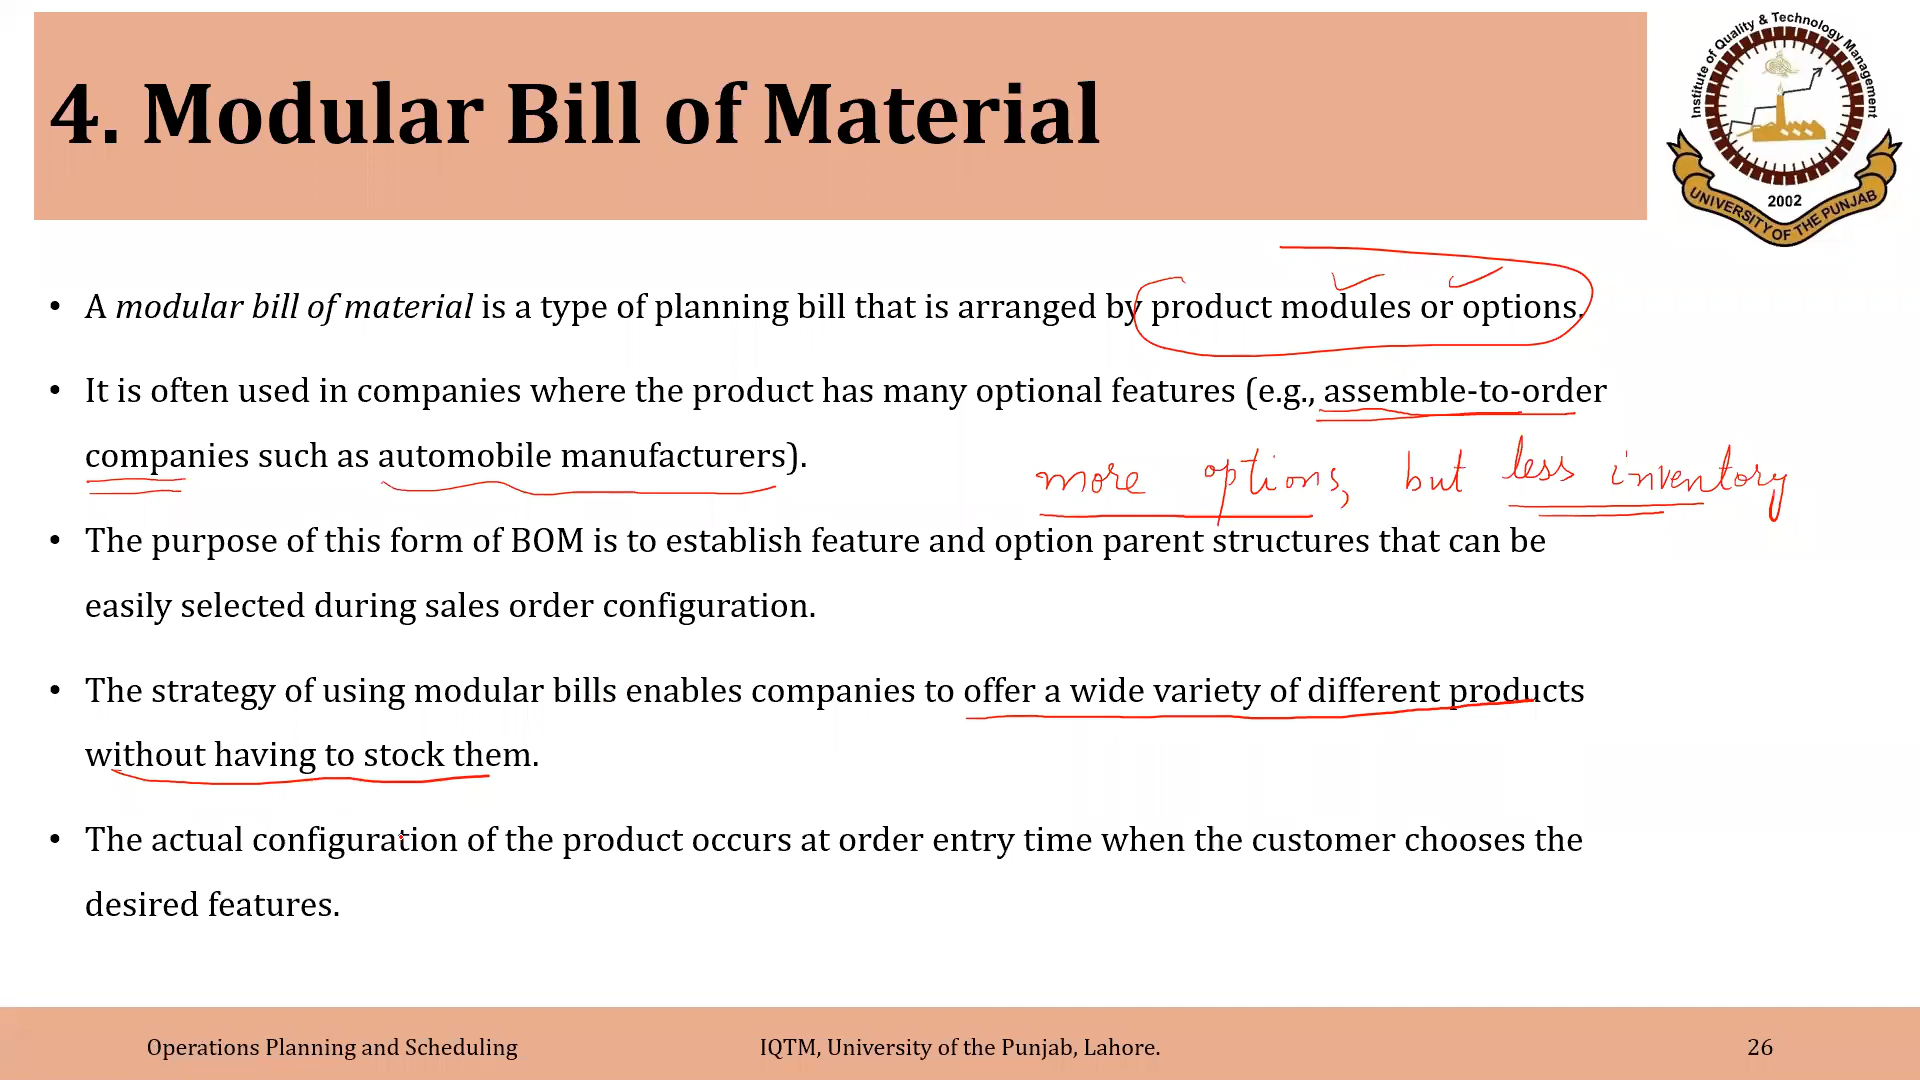 4. Modular Bill of Material
Institute of Quality & Technology Management
2002
UNIVERSITY OF THE PUNJAB
• A modular bill of material is a type of planning bill that is arranged by product modules or options.
• It is often used in companies where the product has many optional features (e.g., assemble-to-order
companies such as automobile manufacturers).
more options, but less inventory
• The purpose of this form of BOM is to establish feature and option parent structures that can be
easily selected during sales order configuration.
• The strategy of using modular bills enables companies to offer a wide variety of different products
without having to stock them.
• The actual configuration of the product occurs at order entry time when the customer chooses the
desired features.
Operations Planning and Scheduling
IQTM, University of the Punjab, Lahore.
26